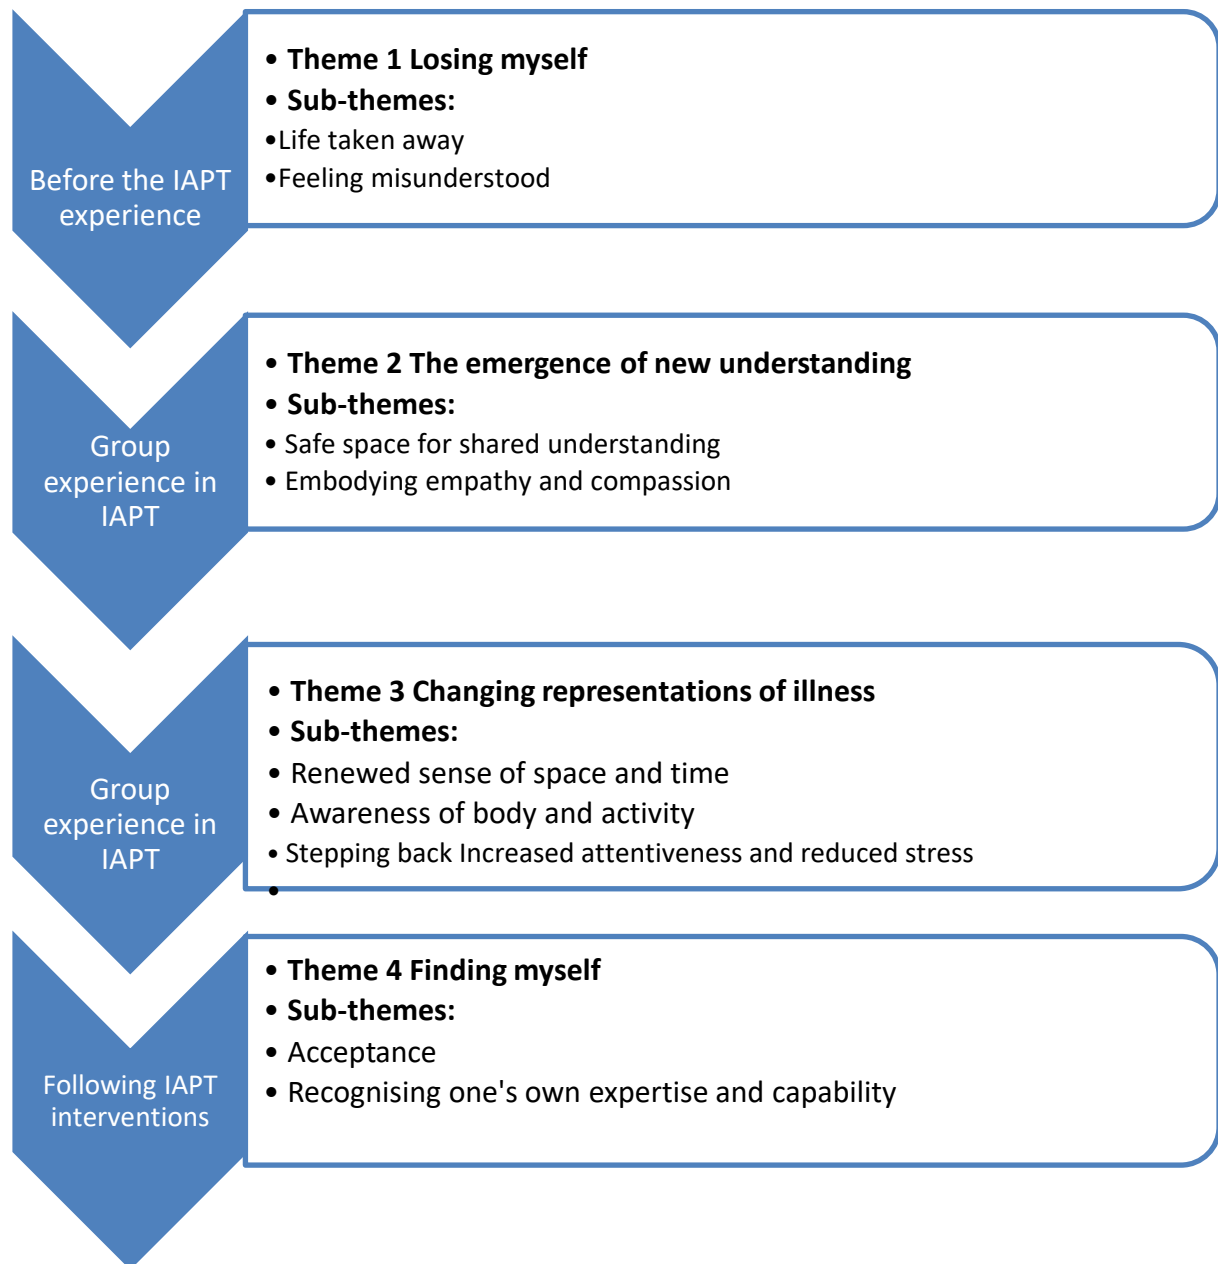 Before the IAPT
experience
• Theme 1 Losing myself
• Sub-themes:
•Life taken away
•Feeling misunderstood
Group
experience in
IAPT
• Theme 2 The emergence of new understanding
• Sub-themes:
• Safe space for shared understanding
• Embodying empathy and compassion
Group
experience in
IAPT
• Theme 3 Changing representations of illness
• Sub-themes:
• Renewed sense of space and time
• Awareness of body and activity
• Stepping back Increased attentiveness and reduced stress
•
Following IAPT
interventions
• Theme 4 Finding myself
• Sub-themes:
• Acceptance
• Recognising one's own expertise and capability